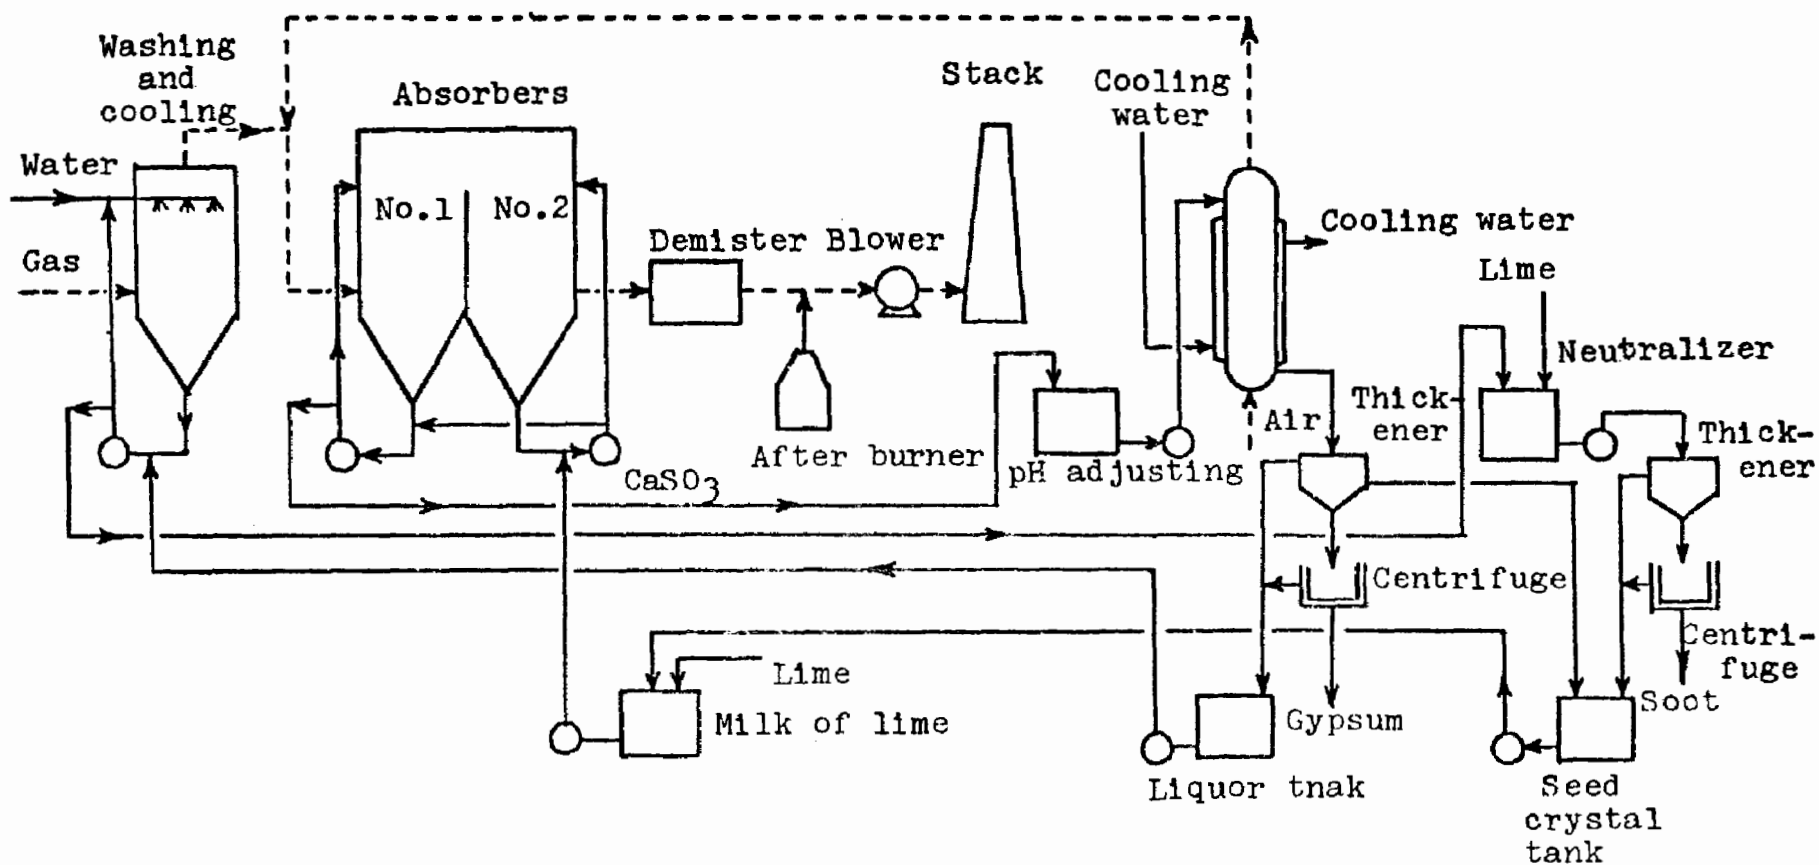 Washing
and
cooling
Water
Gas
Absorbers
No.1
No.2
Demister
Blower
Stack
After burner
CaSO3
Cooling
water
Cooling water
pH adjusting
Air
Thick-
ener
Lime
Neutralizer
Thick-
ener
Centrifuge
Centri-
fuge
Soot
Lime
Milk of lime
Gypsum
Liquor tnak
Seed
crystal
tank